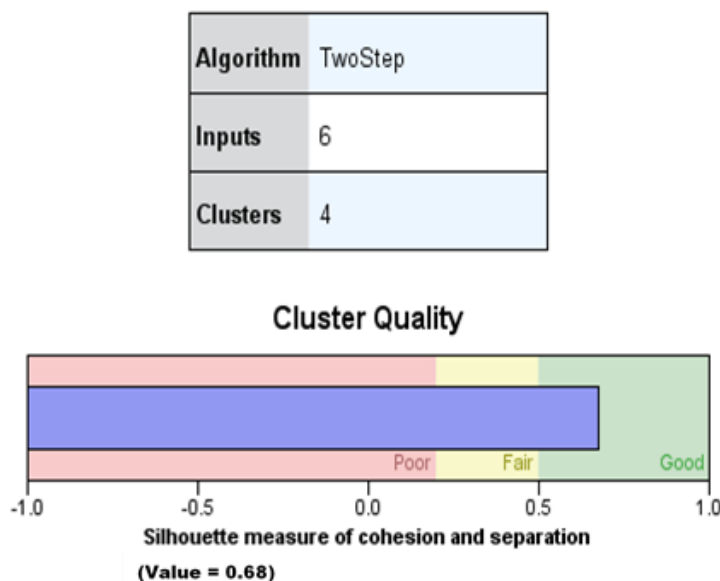 Algorithm TwoStep
Inputs 6
Clusters 4
Cluster Quality
Poor Fair Good
-1.0 -0.5 0.0 0.5 1.0
Silhouette measure of cohesion and separation
(Value = 0.68)